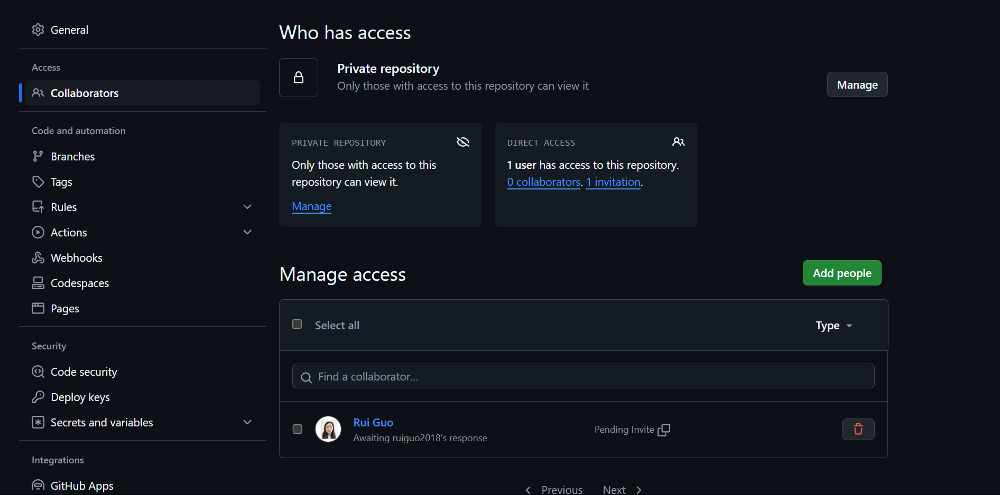 General
Access
Collaborators
Code and automation
Branches
Tags
Rules
Actions
Webhooks
Codespaces
Pages
Security
Code security
Deploy keys
Secrets and variables
Integrations
GitHub Apps
Who has access
Private repository
Only those with access to this repository can view it
Manage
PRIVATE REPOSITORY
Only those with access to this
repository can view it.
Manage
DIRECT ACCESS
1 user has access to this repository.
0 collaborators. 1 invitation.
Manage access
Add people
Select all
Type
Find a collaborator...
Rui Guo
Awaiting ruiguo2018's response
Pending Invite
Previous Next